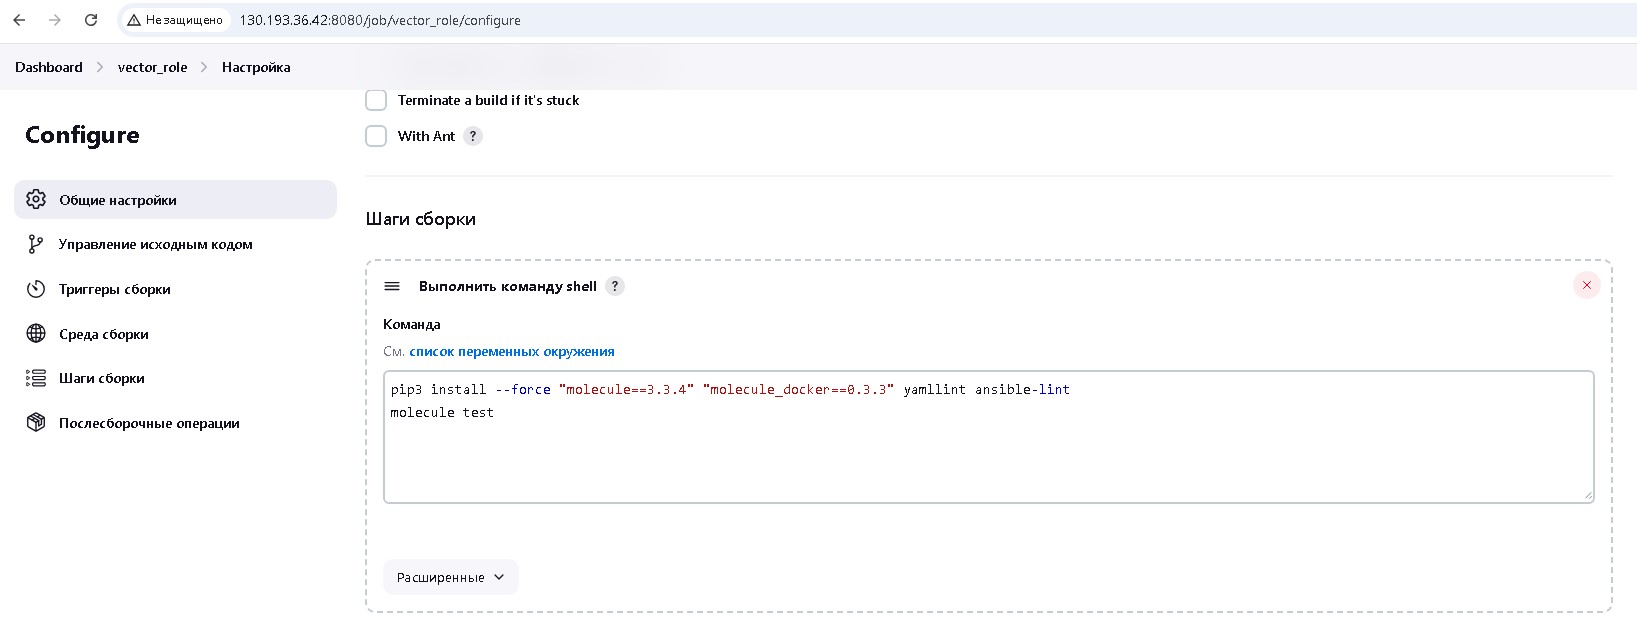 Не защищено 130.193.36.42:8080/job/vector_role/configure
Dashboard vector_role Настройка
Configure
Общие настройки
Управление исходным кодом
Триггеры сборки
Среда сборки
Шаги сборки
Послесборочные операции
Terminate a build if it's stuck
With Ant ?
Шаги сборки
Выполнить команду shell ?
Команда
См. список переменных окружения
pip3 install --force "molecule==3.3.4" "molecule_docker==0.3.3" yamllint ansible-lint
molecule test
Расширенные